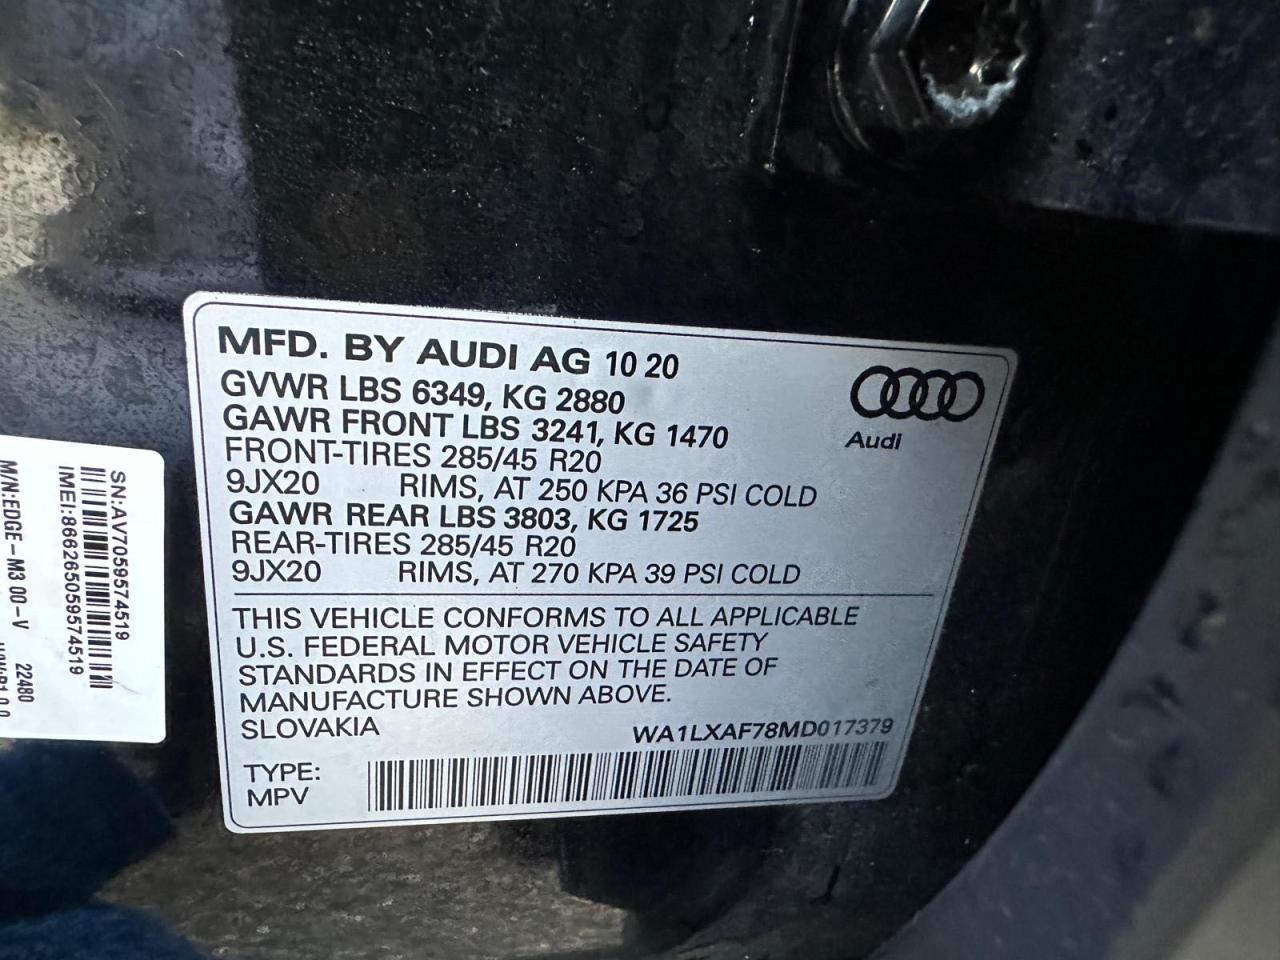 MFD. BY AUDI AG 10 20
GVWR LBS 6349, KG 2880
GAWR FRONT LBS 3241, KG 1470
FRONT-TIRES 285/45 R20
9JX20 RIMS, AT 250 KPA 36 PSI COLD
GAWR REAR LBS 3803, KG 1725
REAR-TIRES 285/45 R20
9JX20 RIMS, AT 270 KPA 39 PSI COLD
Audi
THIS VEHICLE CONFORMS TO ALL APPLICABLE
U.S. FEDERAL MOTOR VEHICLE SAFETY
STANDARDS IN EFFECT ON THE DATE OF
MANUFACTURE SHOWN ABOVE.
SLOVAKIA WA1LXAF78MD017379
TYPE:
MPV
SN:AV7059574519
IMEI:866265059574519
M/N:EDGE-M3 00-V 22480